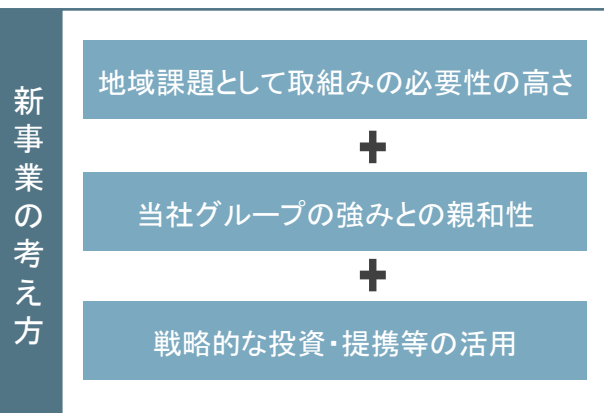 新事業の考え方
地域課題として取組みの必要性の高さ
+
当社グループの強みとの親和性
+
戦略的な投資・提携等の活用